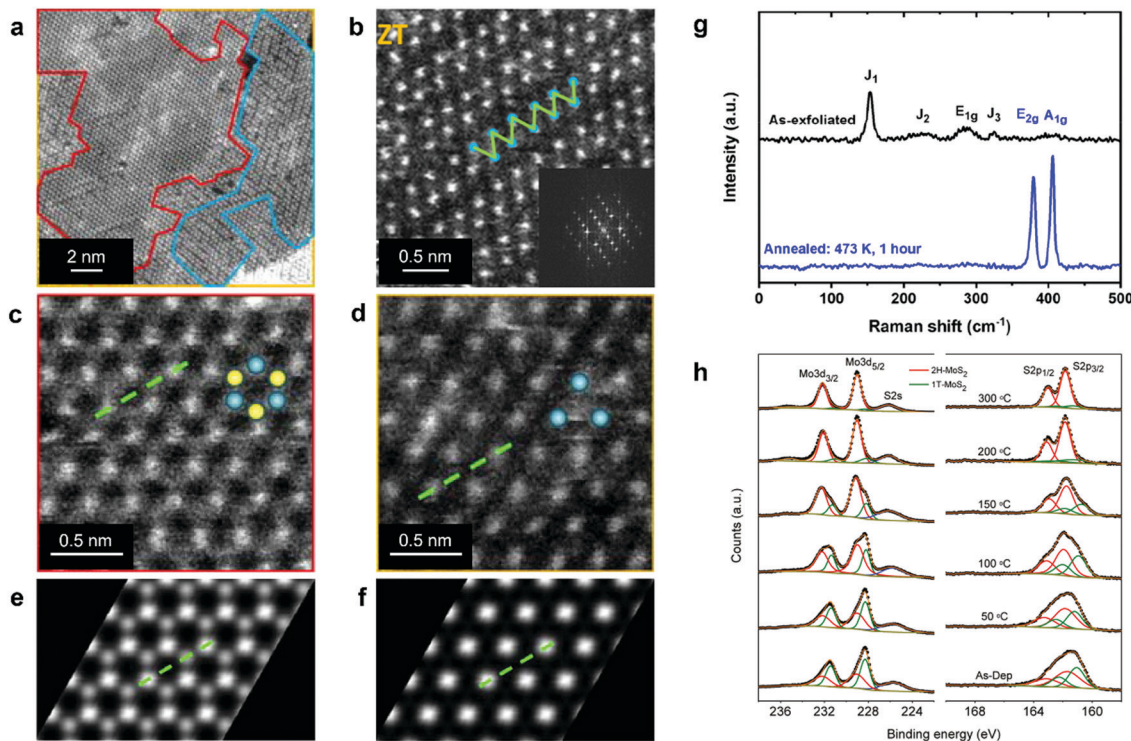 a
2 nm
b
ZT
0.5 nm
c
0.5 nm
d
0.5 nm
e
f
g
Intensity (a.u.)
As-exfoliated
J₁
J₂
E₁g
J₃
E₂g A₁g
Annealed: 473 K, 1 hour
0 100 200 300 400 500
Raman shift (cm⁻¹)
h
Counts (a.u.)
Mo3d₃/₂
Mo3d₅/₂
S2s
2H-MoS₂
1T-MoS₂
S2p₁/₂
S2p₃/₂
300 °C
200 °C
150 °C
100 °C
50 °C
As-Dep
236 232 228 224 168 164 160
Binding energy (eV)